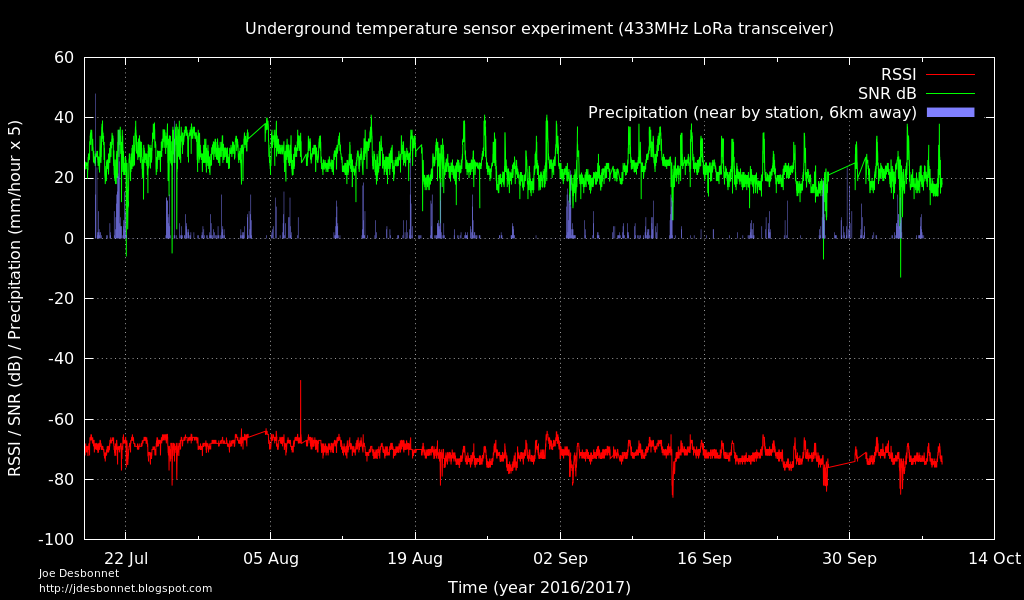 Underground temperature sensor experiment (433MHz LoRa transceiver)
RSSI
SNR dB
Precipitation (near by station, 6km away)
RSSI / SNR (dB) / Precipitation (mm/hour x 5)
60
40
20
0
-20
-40
-60
-80
-100
22 Jul
05 Aug
19 Aug
02 Sep
16 Sep
30 Sep
14 Oct
Time (year 2016/2017)
Joe Desbonnet
http://jdesbonnet.blogspot.com